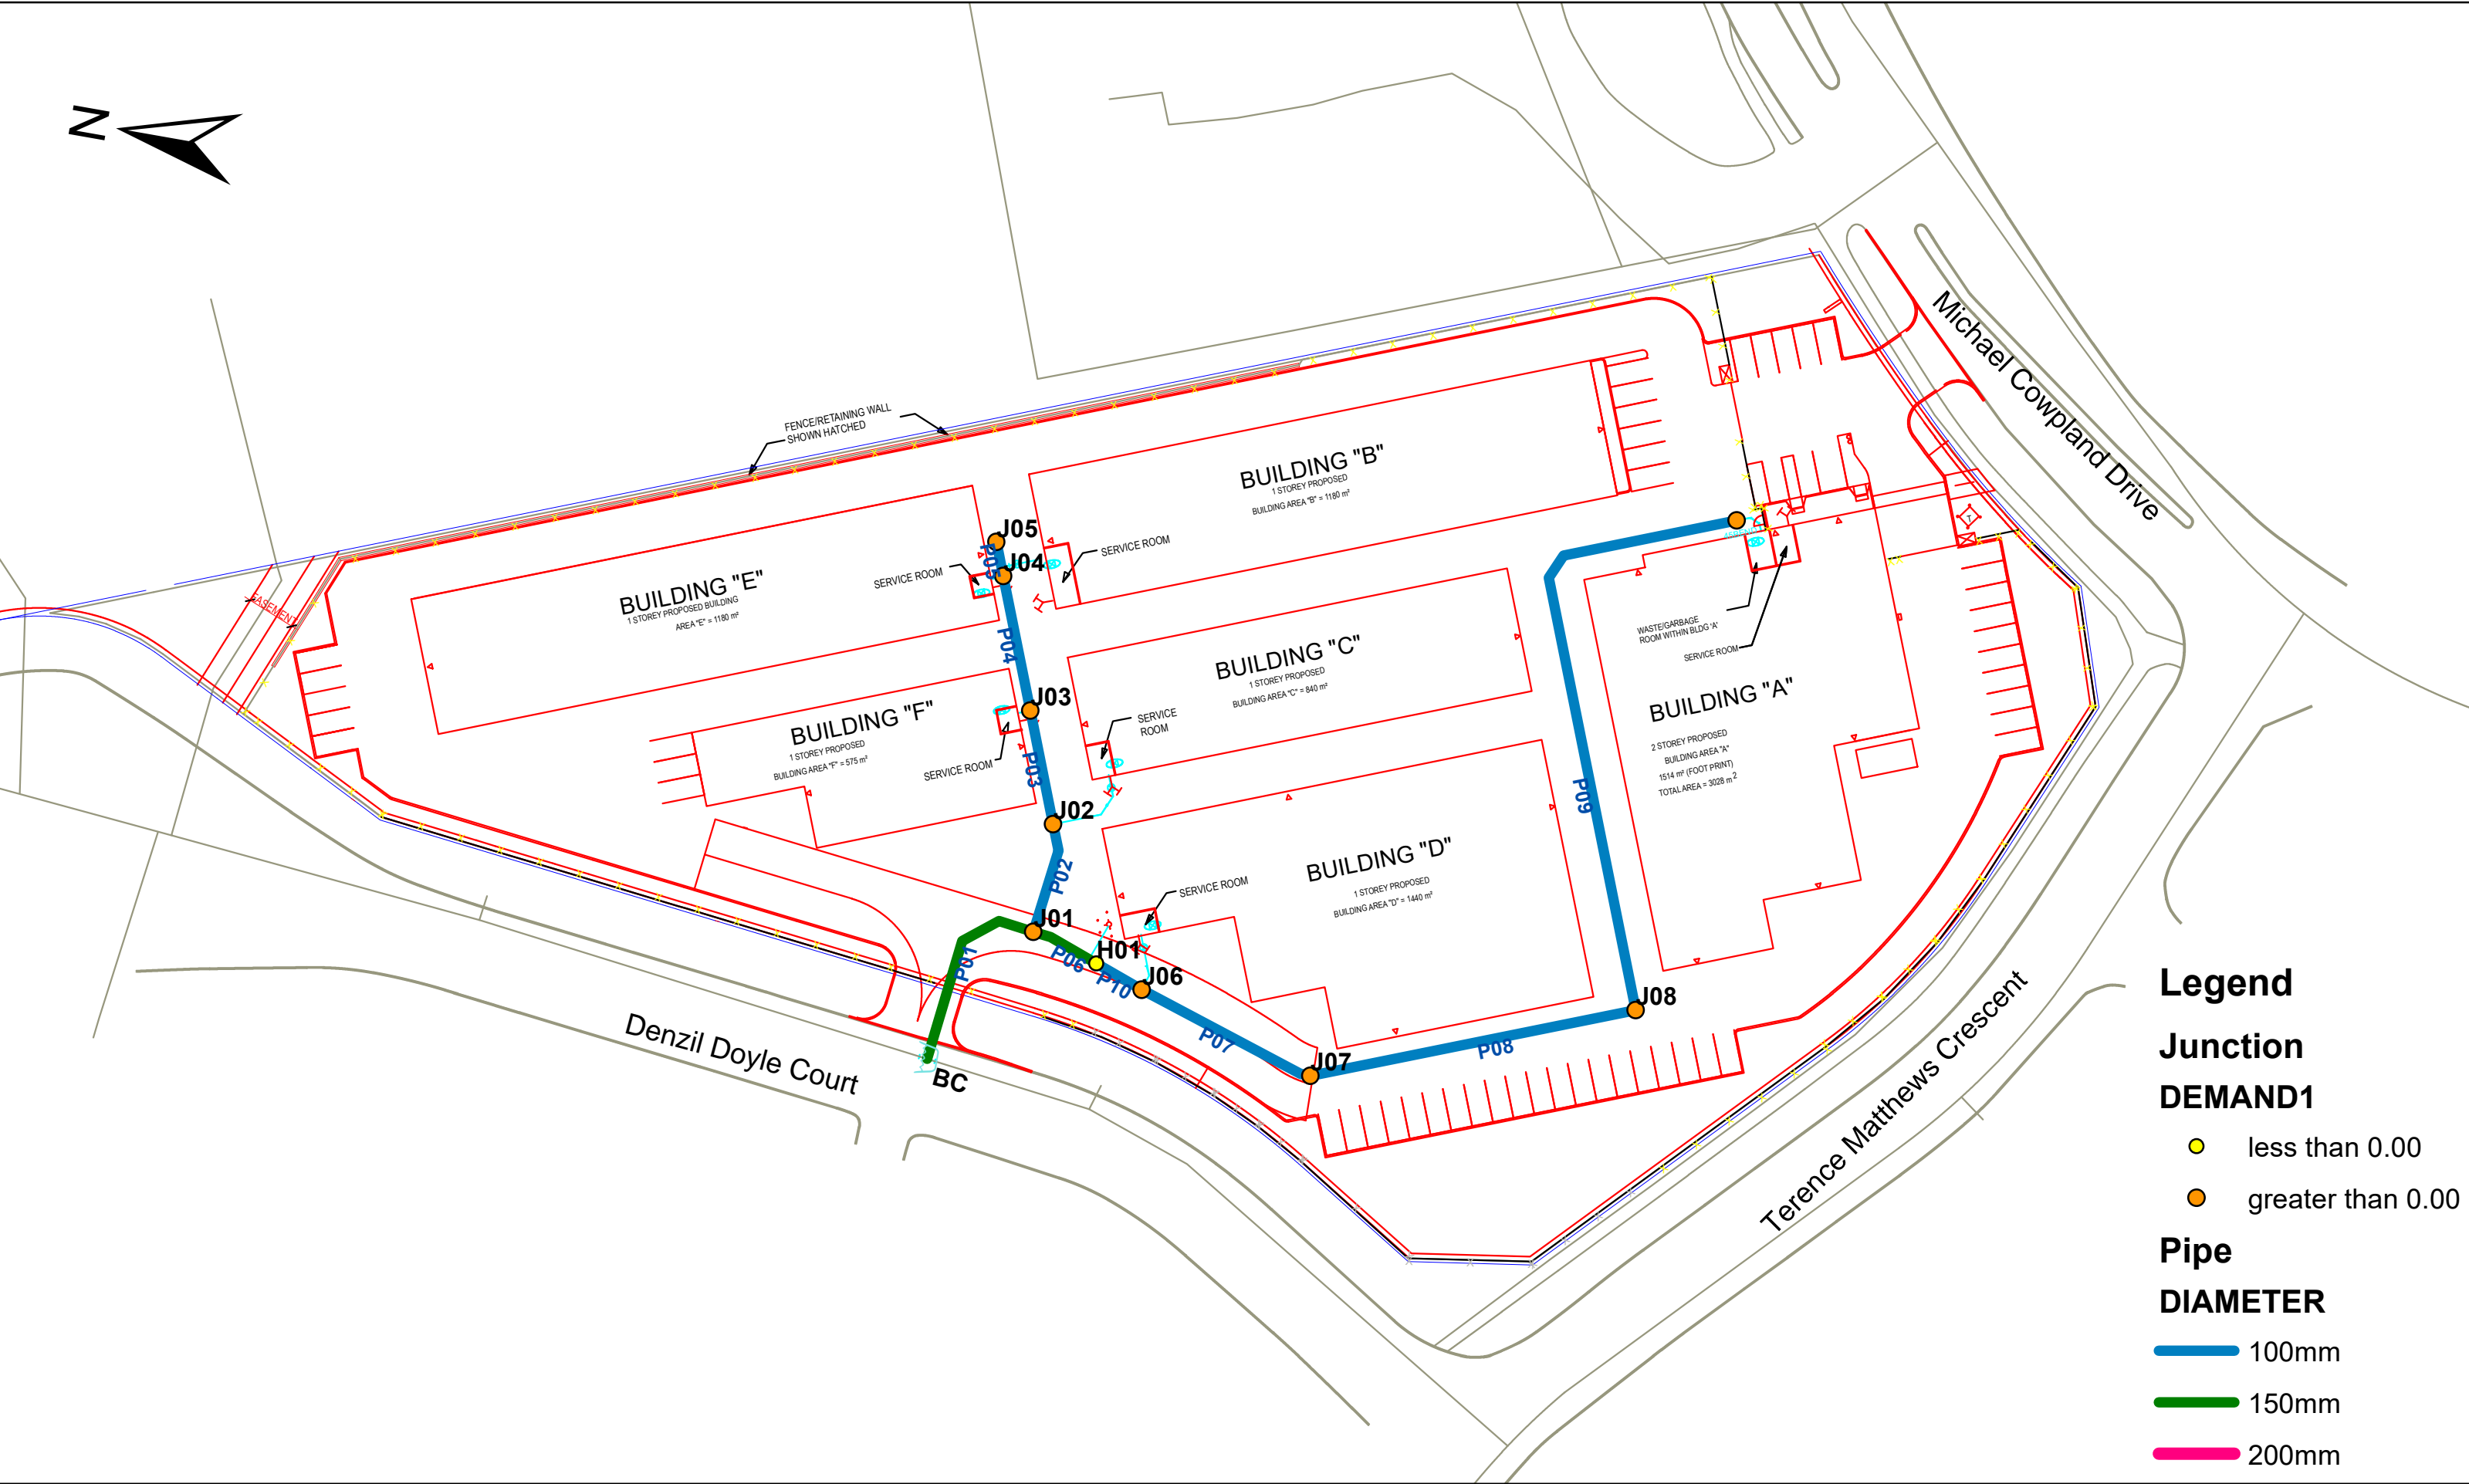 N
FENCE/RETAINING WALL
SHOWN HATCHED
Michael Cowpland Drive
BUILDING "B"
1 STOREY PROPOSED
BUILDING AREA "B" = 1180 m²
J05
P05
J04
SERVICE ROOM
SERVICE ROOM
BUILDING "E"
1 STOREY PROPOSED BUILDING
AREA "E" = 1180 m²
EASEMENT
P04
WASTE/GARBAGE
ROOM WITHIN BLDG 'A'
SERVICE ROOM
BUILDING "C"
1 STOREY PROPOSED
BUILDING AREA "C" = 840 m²
J03
BUILDING "F"
1 STOREY PROPOSED
BUILDING AREA "F" = 575 m²
SERVICE ROOM
SERVICE
ROOM
P03
BUILDING "A"
2 STOREY PROPOSED
BUILDING AREA "A"
1514 m² (FOOT PRINT)
TOTAL AREA = 3028 m²
P09
J02
P02
BUILDING "D"
1 STOREY PROPOSED
BUILDING AREA "D" = 1440 m²
SERVICE ROOM
J01
P01
P06
H01
P10
J06
P07
J07
P08
J08
BC
Denzil Doyle Court
Terence Matthews Crescent
T
Legend
Junction
DEMAND1
less than 0.00
greater than 0.00
Pipe
DIAMETER
100mm
150mm
200mm